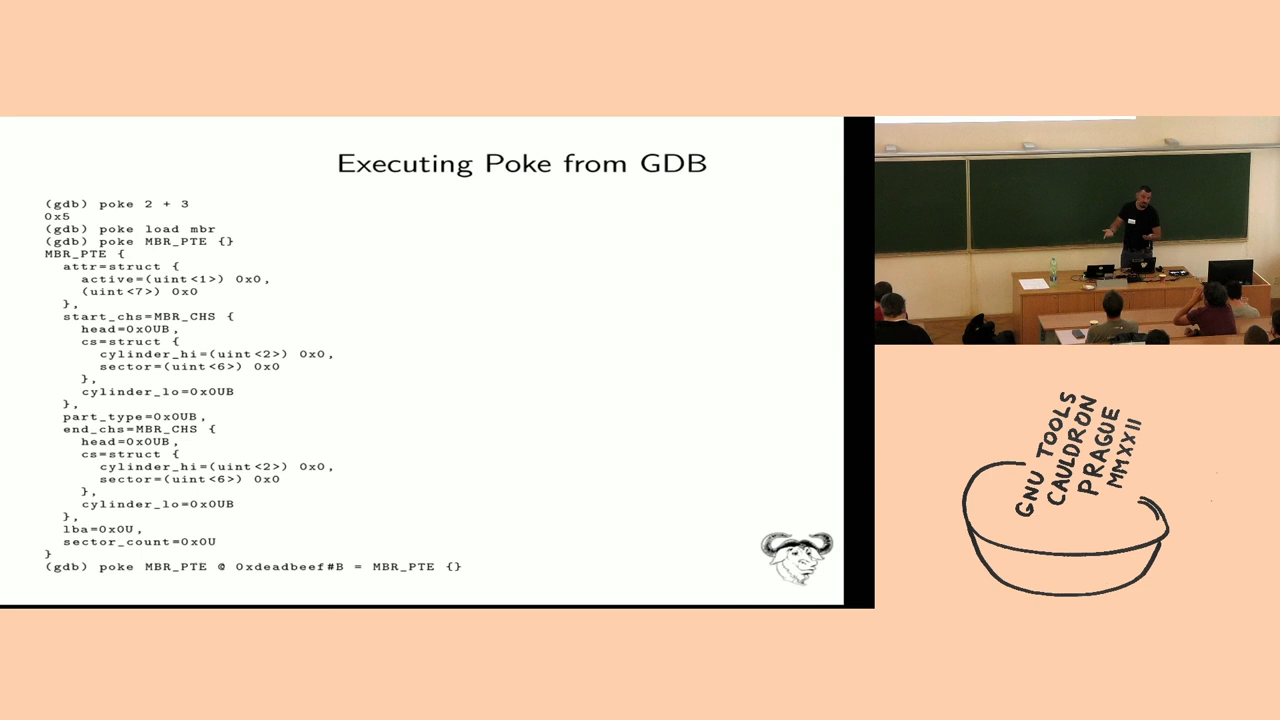 Executing Poke from GDB
(gdb) poke 2 + 3
0x5
(gdb) poke load mbr
(gdb) poke MBR_PTE {}
MBR_PTE {
attr=struct {
active=(uint<1>) 0x0,
(uint<7>) 0x0
},
start_chs=MBR_CHS {
head=0x0UB,
cs=struct {
cylinder_hi=(uint<2>) 0x0,
sector=(uint<6>) 0x0
},
cylinder_lo=0x0UB
},
part_type=0x0UB,
end_chs=MBR_CHS {
head=0x0UB,
cs=struct {
cylinder_hi=(uint<2>) 0x0,
sector=(uint<6>) 0x0
},
cylinder_lo=0x0UB
},
lba=0x0U,
sector_count=0x0U
}
(gdb) poke MBR_PTE @ 0xdeadbeef#B = MBR_PTE {}
GNU TOOLS
CAULDRON
PRAGUE
MMXXII